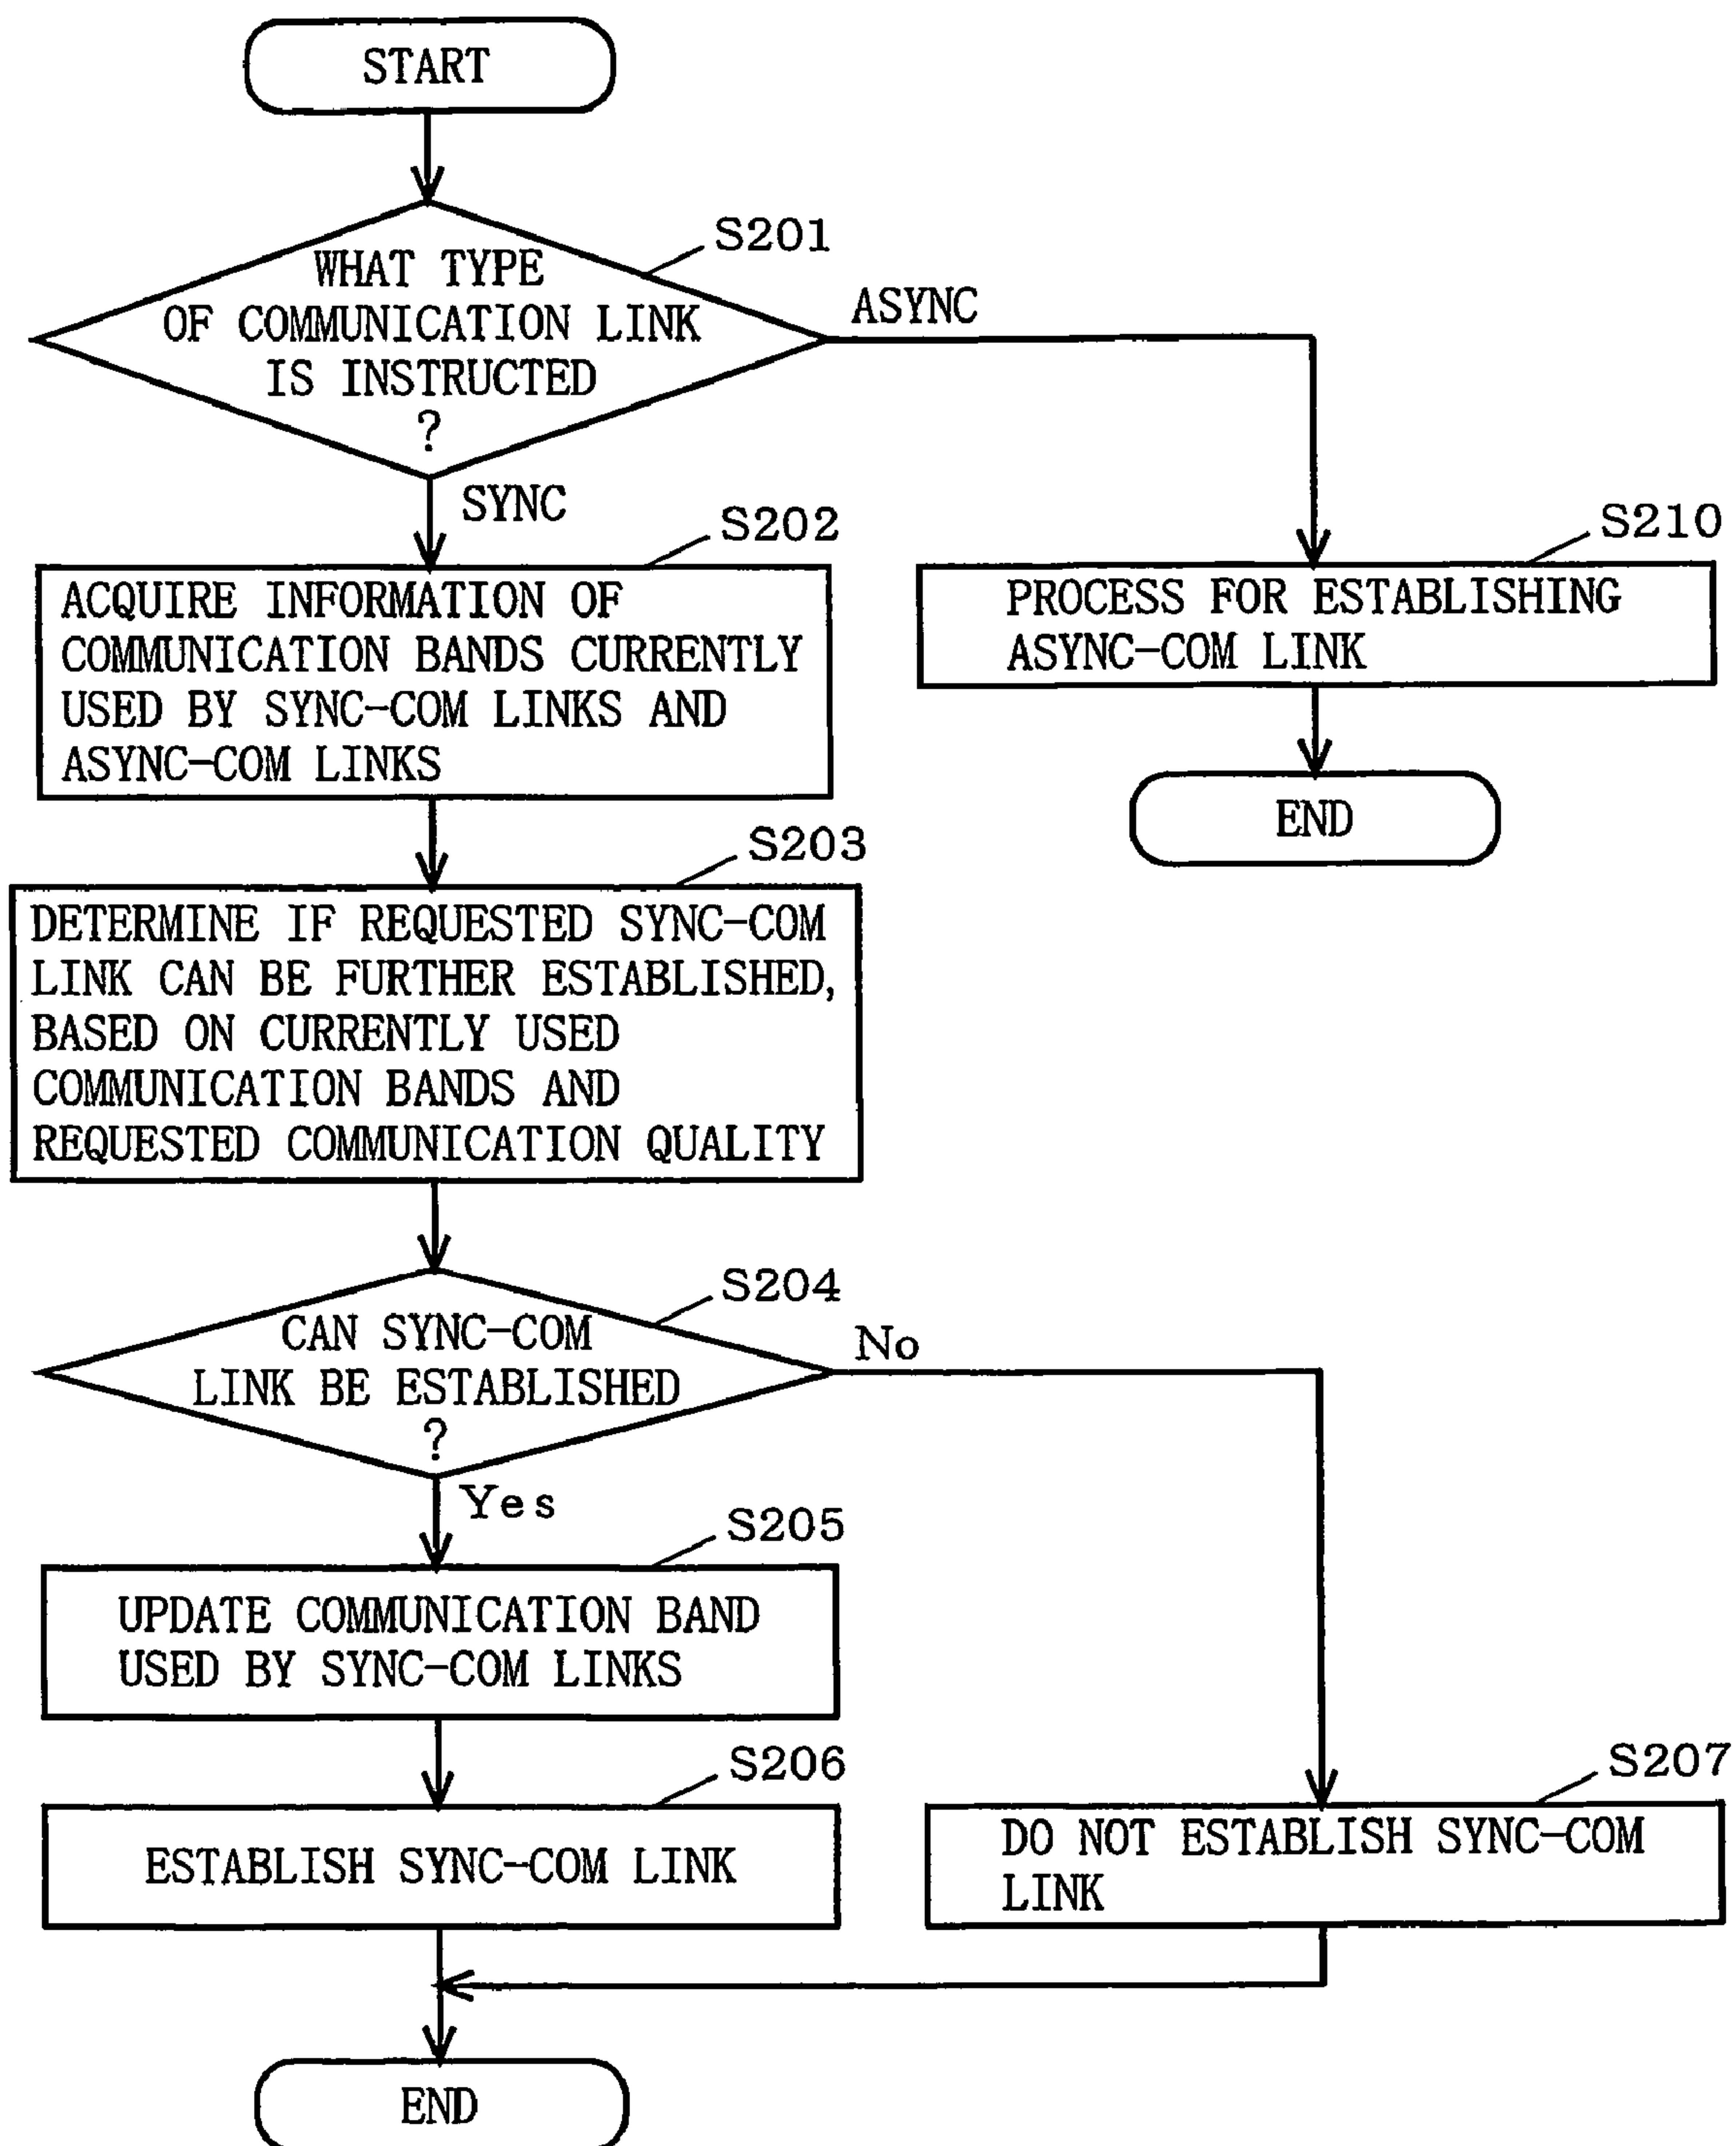 START
S201
WHAT TYPE
OF COMMUNICATION LINK
IS INSTRUCTED
?
ASYNC
SYNC
S202
ACQUIRE INFORMATION OF
COMMUNICATION BANDS CURRENTLY
USED BY SYNC-COM LINKS AND
ASYNC-COM LINKS
S210
PROCESS FOR ESTABLISHING
ASYNC-COM LINK
END
S203
DETERMINE IF REQUESTED SYNC-COM
LINK CAN BE FURTHER ESTABLISHED,
BASED ON CURRENTLY USED
COMMUNICATION BANDS AND
REQUESTED COMMUNICATION QUALITY
S204
CAN SYNC-COM
LINK BE ESTABLISHED
?
No
Yes
S205
UPDATE COMMUNICATION BAND
USED BY SYNC-COM LINKS
S206
ESTABLISH SYNC-COM LINK
S207
DO NOT ESTABLISH SYNC-COM
LINK
END